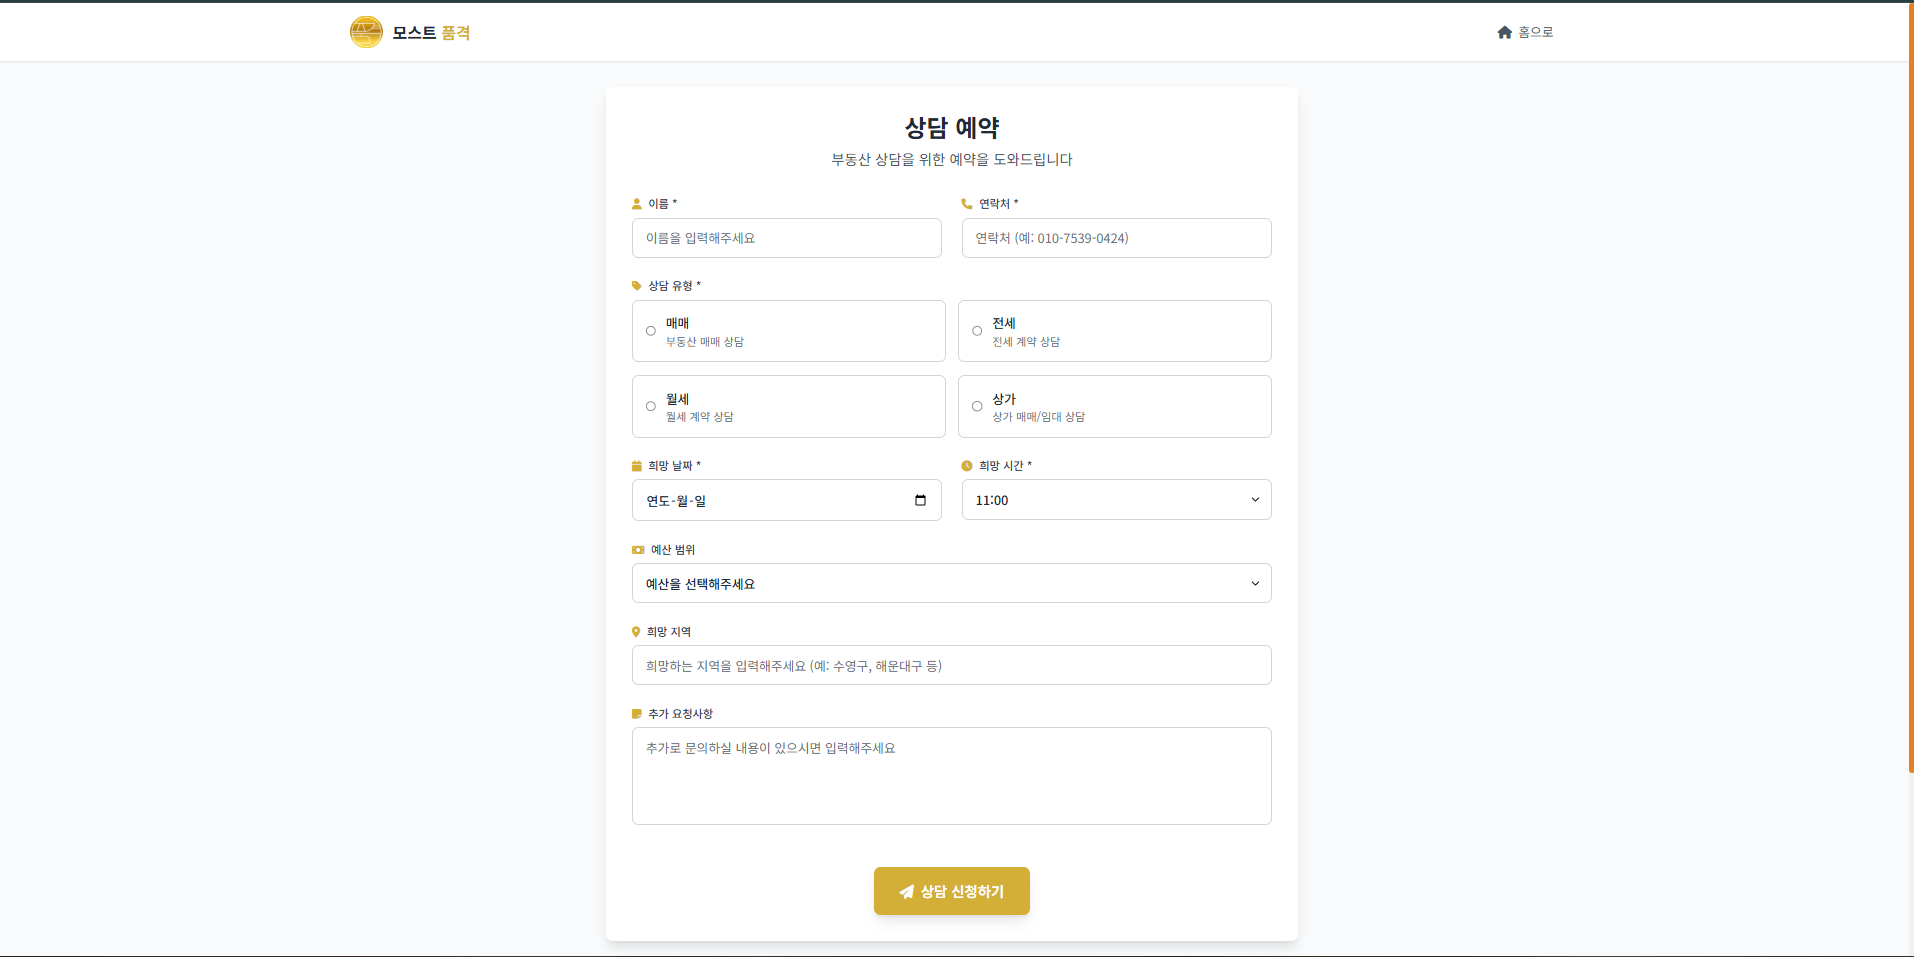 모스트 품격
홈으로
상담 예약
부동산 상담을 위한 예약을 도와드립니다
이름 *
연락처 *
이름을 입력해주세요
연락처 (예: 010-7539-0424)
상담 유형 *
매매
부동산 매매 상담
전세
전세 계약 상담
월세
월세 계약 상담
상가
상가 매매/임대 상담
희망 날짜 *
희망 시간 *
연도-월-일
11:00
예산 범위
예산을 선택해주세요
희망 지역
희망하는 지역을 입력해주세요 (예: 수영구, 해운대구 등)
추가 요청사항
추가로 문의하실 내용이 있으시면 입력해주세요
상담 신청하기